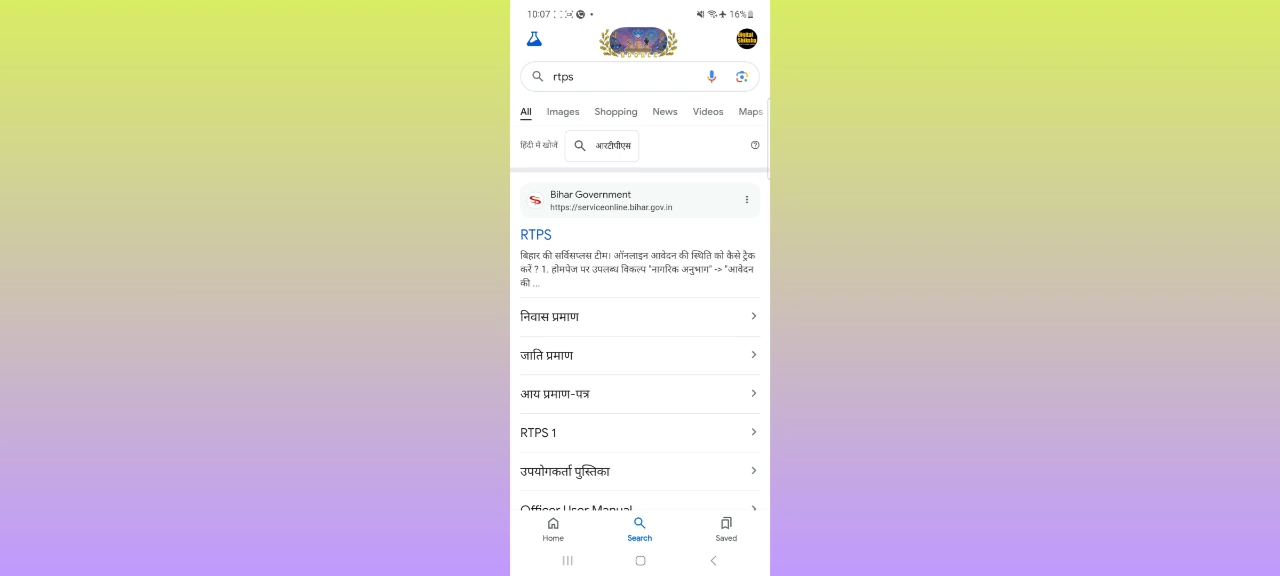 10:07
16%
Digital
Shiksha
rtps
All Images Shopping News Videos Maps
हिंदी में खोजें आरटीपीएस
Bihar Government
https://serviceonline.bihar.gov.in
RTPS
बिहार की सर्विसप्लस टीम। ऑनलाइन आवेदन की स्थिति को कैसे ट्रैक
करें ? 1. होमपेज पर उपलब्ध विकल्प "नागरिक अनुभाग" -> "आवेदन
की ...
निवास प्रमाण
जाति प्रमाण
आय प्रमाण-पत्र
RTPS 1
उपयोगकर्ता पुस्तिका
Officer User Manual
Home Search Saved